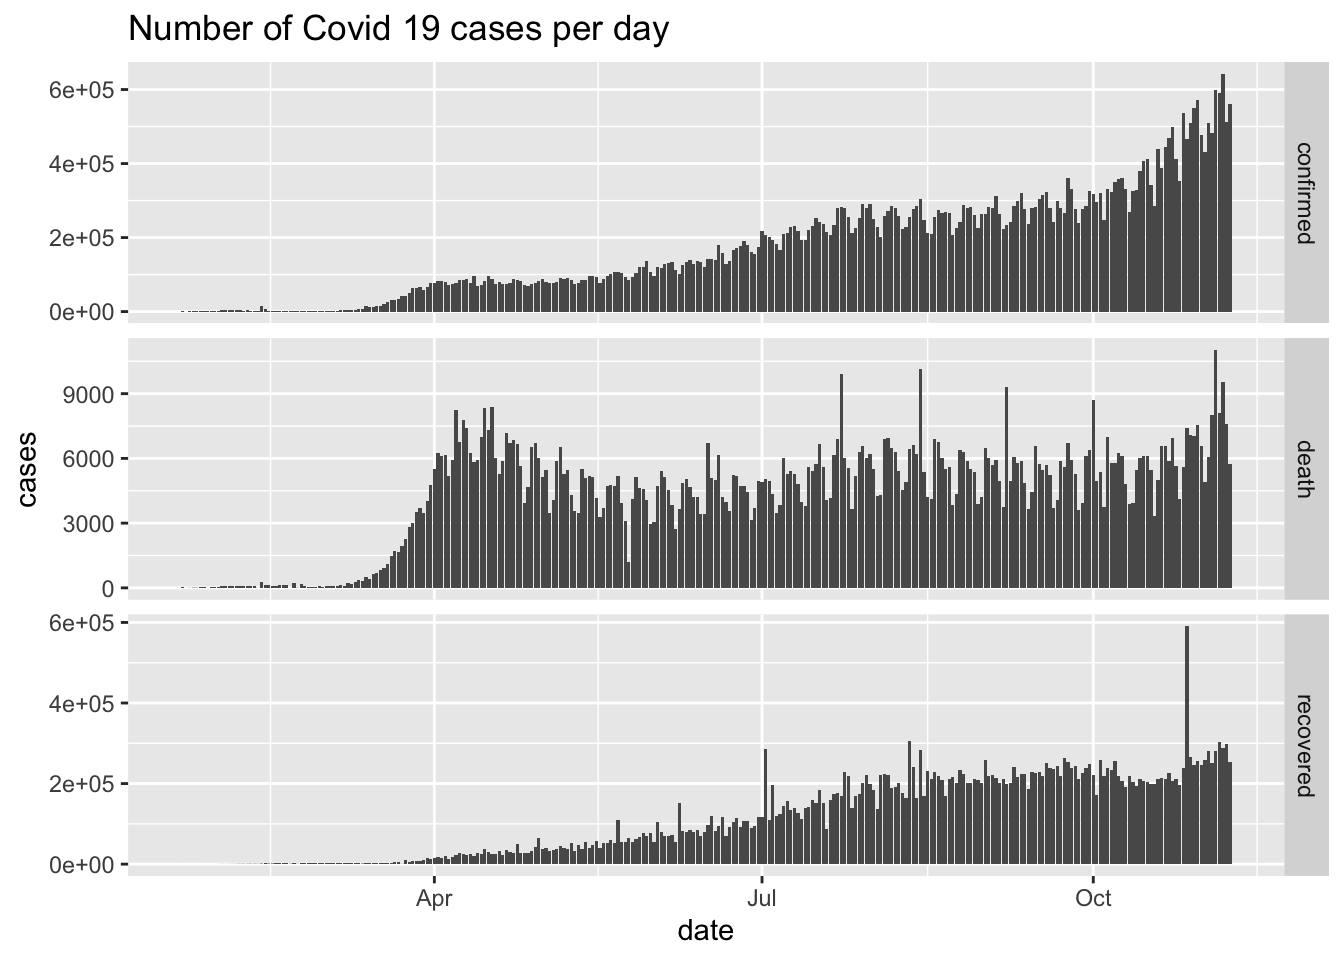 Number of Covid 19 cases per day
6e+05
4e+05
2e+05
0e+00
confirmed
cases
9000
6000
3000
0
death
6e+05
4e+05
2e+05
0e+00
recovered
Apr
Jul
Oct
date